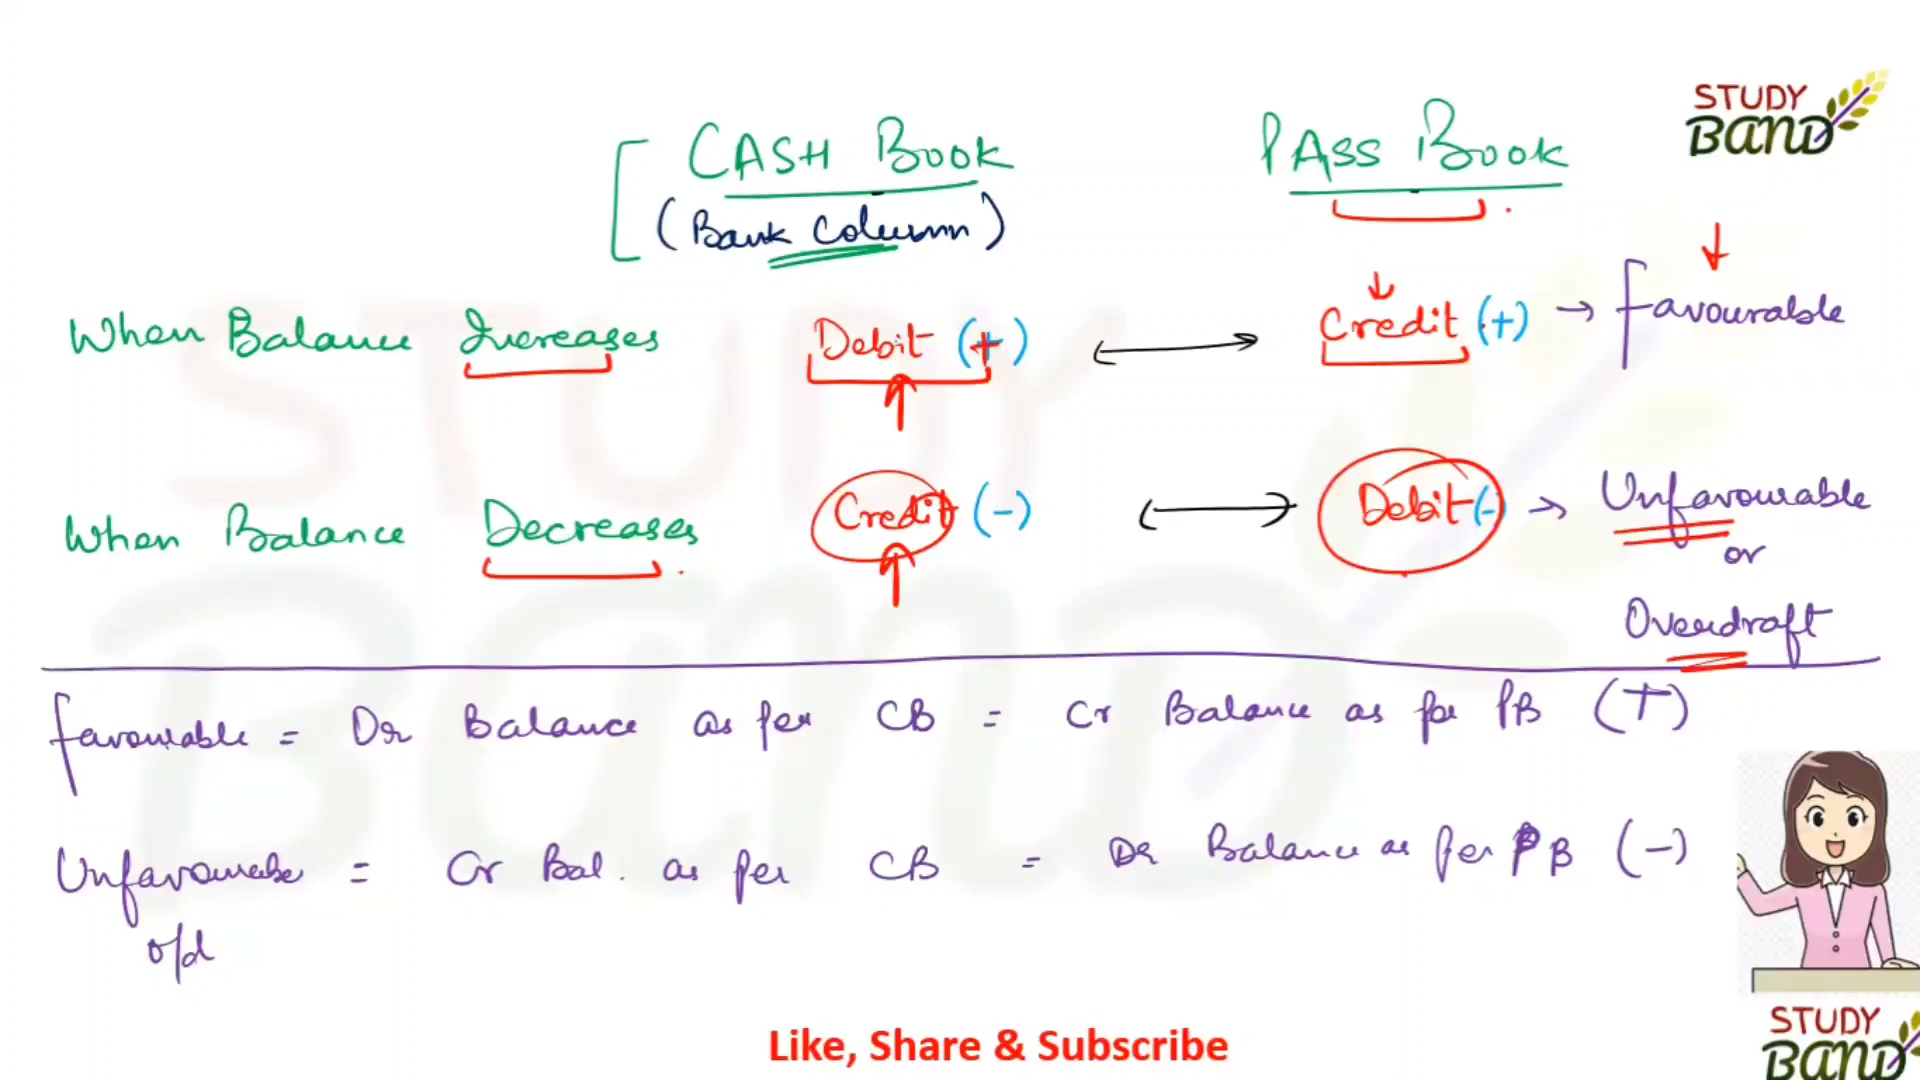 STUDY
BAND
CASH BOOK PASS BOOK
(Bank Column)
When Balance Increases Debit (+) Credit (+) → Favourable
When Balance Decreases Credit (-) Debit (-) → Unfavourable
or
Overdraft
Favourable = Dr Balance as per CB = Cr Balance as per PB (+)
Unfavourable = Cr Bal. as per CB = Dr Balance as per PB (-)
o/d
Like, Share & Subscribe
STUDY
BAND
STUDY
BAND